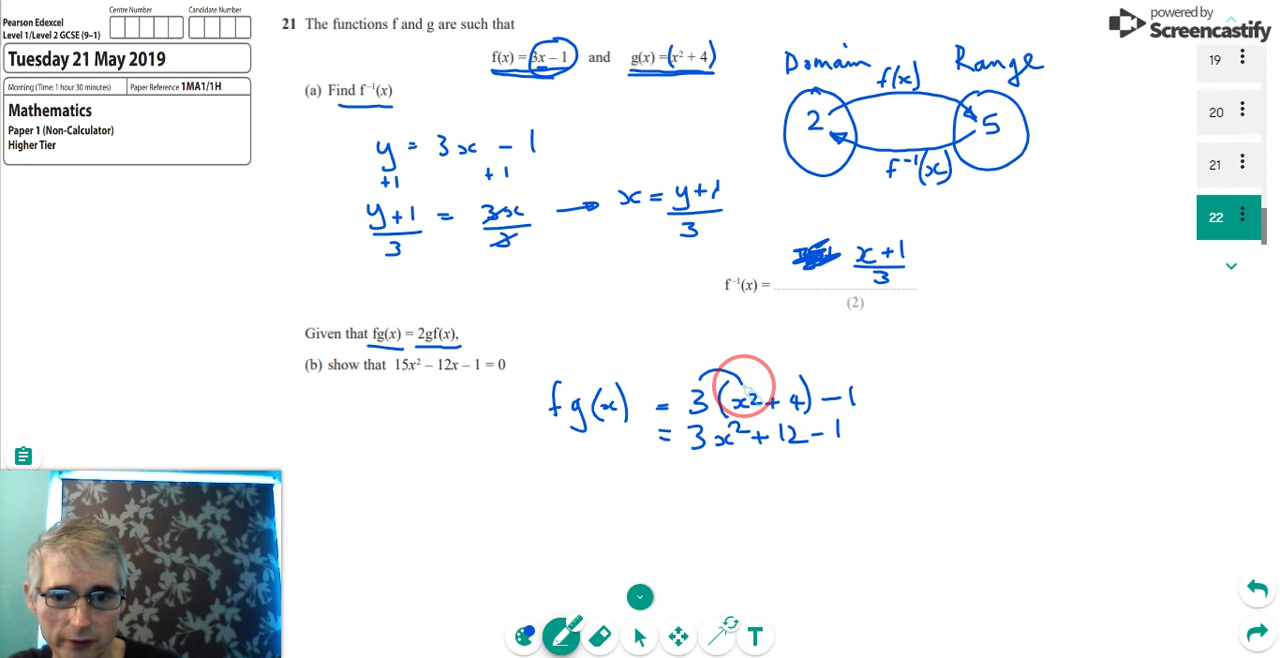 Pearson Edexcel
Level 1/Level 2 GCSE (9–1)
Centre Number
Candidate Number
Tuesday 21 May 2019
Morning (Time: 1 hour 30 minutes)
Paper Reference 1MA1/1H
Mathematics
Paper 1 (Non-Calculator)
Higher Tier
21 The functions f and g are such that
f(x) = 3x – 1 and g(x) = (x² + 4)
(a) Find f⁻¹(x)
y = 3x - 1
+1 +1
y+1/3 = 3x/3 → x = y+1/3
Domain f(x) Range
2 5
f⁻¹(x)
f⁻¹(x) = x+1/3
(2)
Given that fg(x) = 2gf(x),
(b) show that 15x² – 12x – 1 = 0
fg(x) = 3(x²+4) - 1
= 3x² + 12 - 1
powered by
Screencastify
19
20
21
22
T